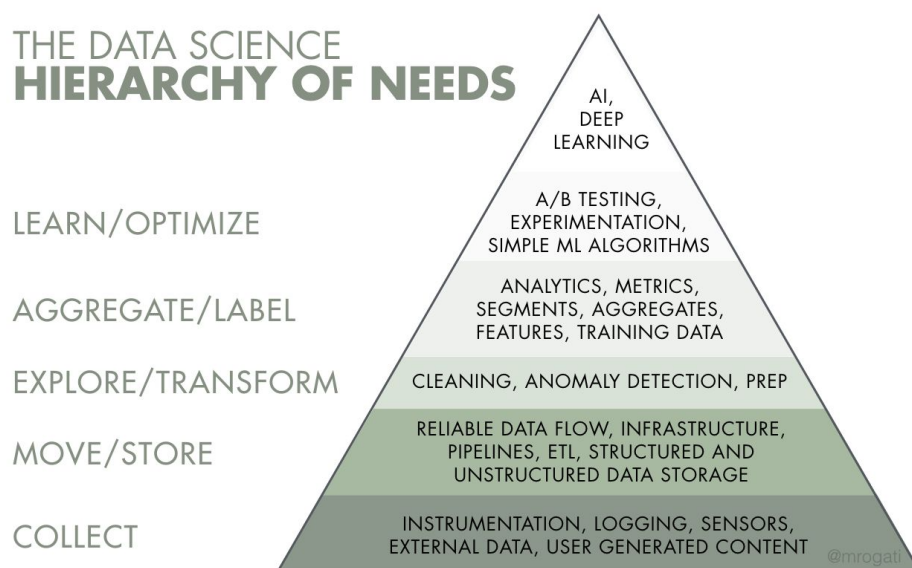 THE DATA SCIENCE
HIERARCHY OF NEEDS
AI,
DEEP
LEARNING
LEARN/OPTIMIZE
A/B TESTING,
EXPERIMENTATION,
SIMPLE ML ALGORITHMS
AGGREGATE/LABEL
ANALYTICS, METRICS,
SEGMENTS, AGGREGATES,
FEATURES, TRAINING DATA
EXPLORE/TRANSFORM
CLEANING, ANOMALY DETECTION, PREP
MOVE/STORE
RELIABLE DATA FLOW, INFRASTRUCTURE,
PIPELINES, ETL, STRUCTURED AND
UNSTRUCTURED DATA STORAGE
COLLECT
INSTRUMENTATION, LOGGING, SENSORS,
EXTERNAL DATA, USER GENERATED CONTENT
@mrogati